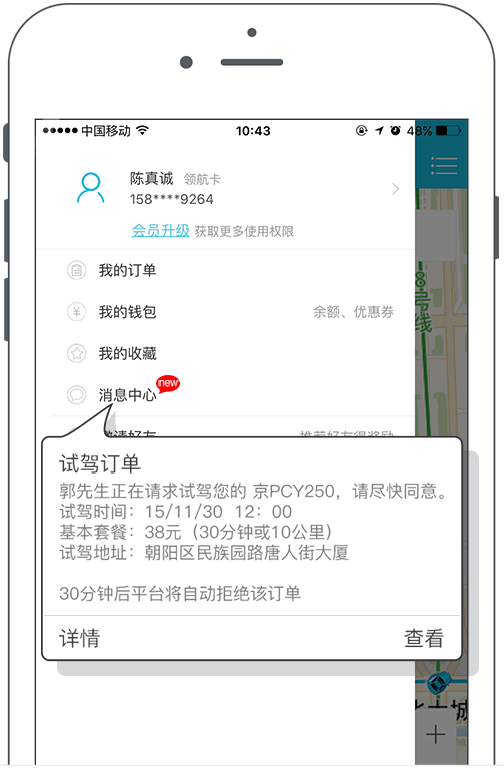 中国移动
10:43
48%
陈真诚 领航卡
158****9264
会员升级 获取更多使用权限
我的订单
我的钱包 余额、优惠券
我的收藏
消息中心 new
邀请好友 推荐好友得奖励
试驾订单
郭先生正在请求试驾您的 京PCY250，请尽快同意。
试驾时间：15/11/30 12：00
基本套餐：38元（30分钟或10公里）
试驾地址：朝阳区民族园路唐人街大厦
30分钟后平台将自动拒绝该订单
详情 查看
8号线